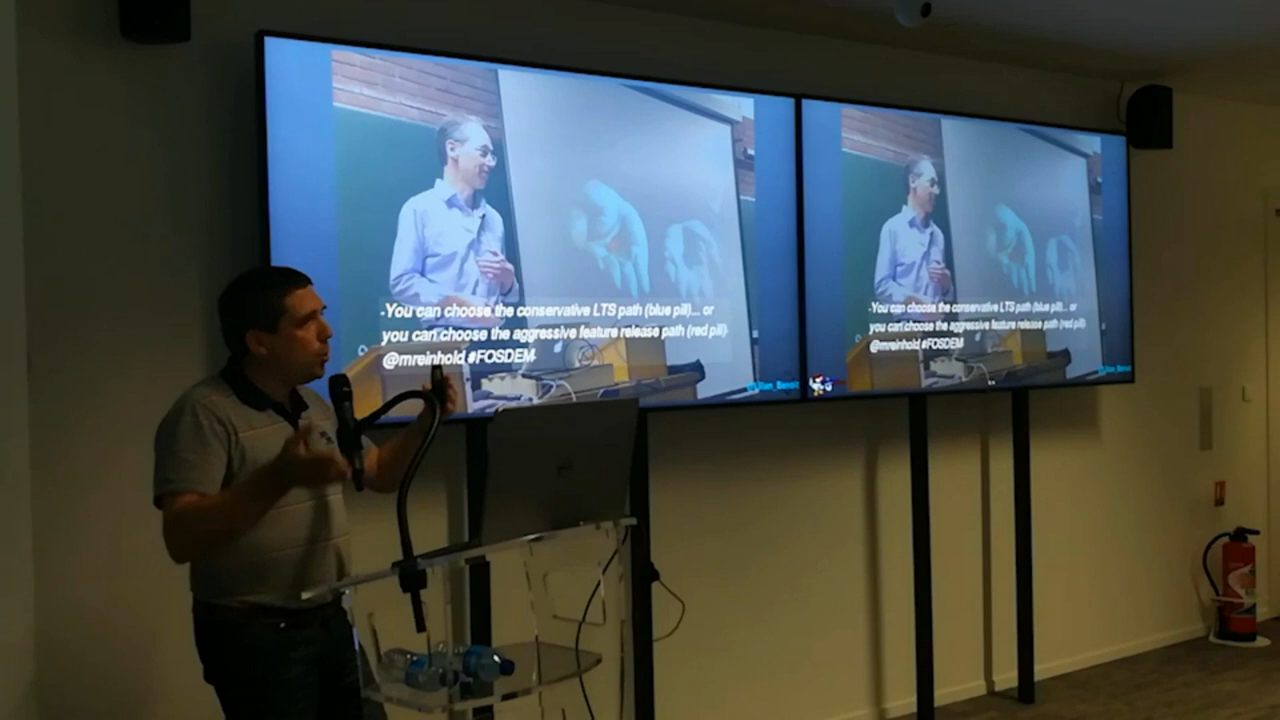 -You can choose the conservative LTS path (blue pill)... or
you can choose the aggressive feature release path (red pill)
@mreinhold #FOSDEM
-You can choose the conservative LTS path (blue pill)... or
you can choose the aggressive feature release path (red pill)
@mreinhold #FOSDEM